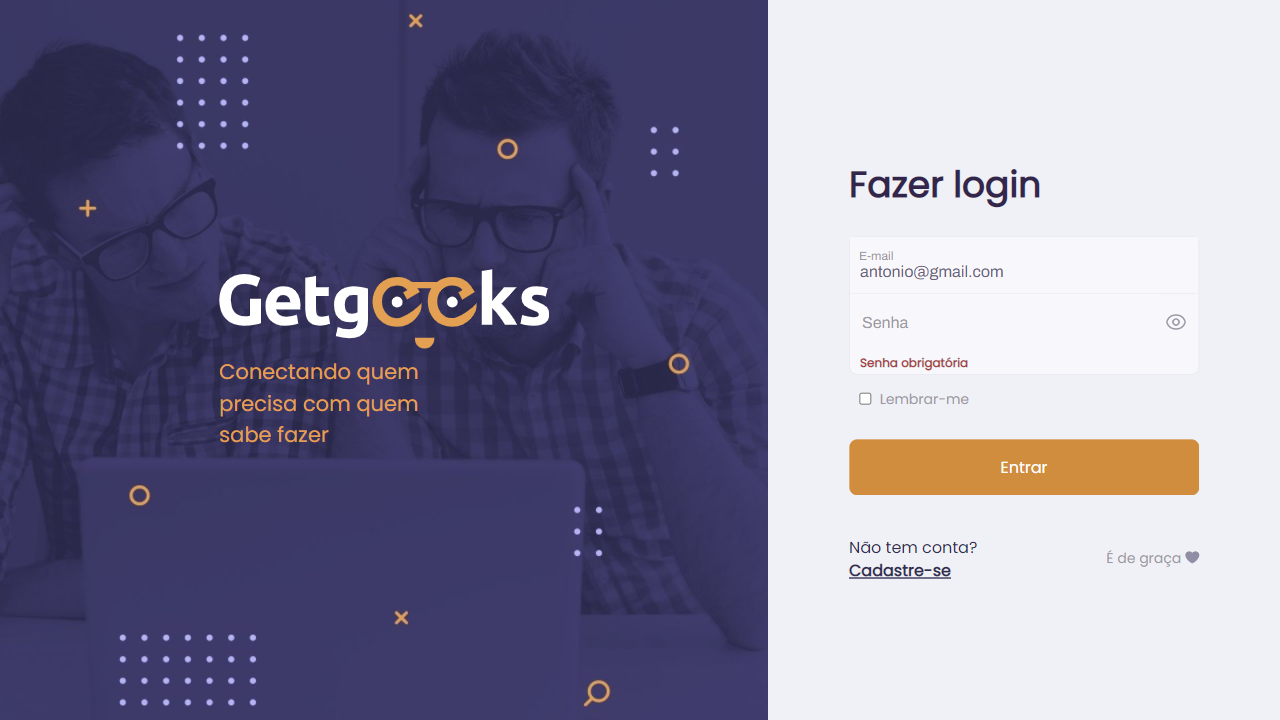 Getgeeks
Conectando quem
precisa com quem
sabe fazer
Fazer login
E-mail
antonio@gmail.com
Senha
Senha obrigatória
Lembrar-me
Entrar
Não tem conta?
Cadastre-se
É de graça